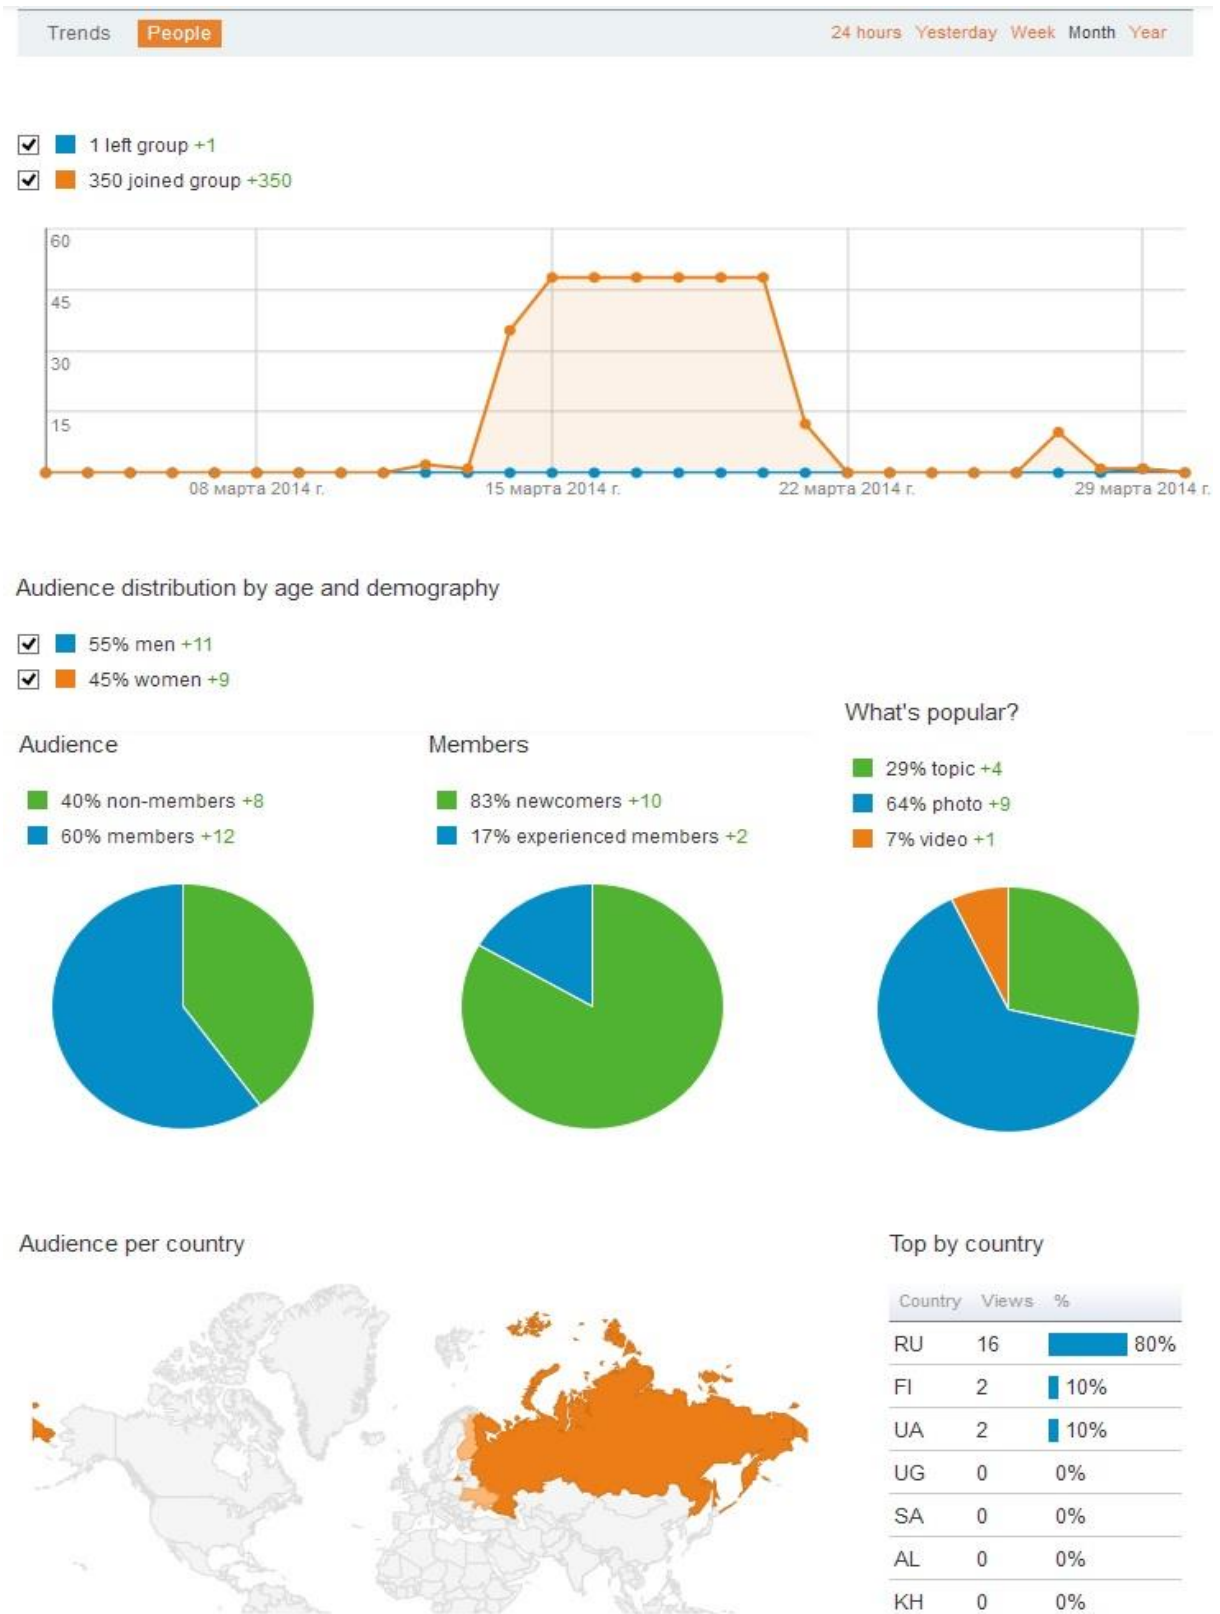 Trends People 24 hours Yesterday Week Month Year
1 left group +1
350 joined group +350
60
45
30
15
08 марта 2014 г. 15 марта 2014 г. 22 марта 2014 г. 29 марта 2014 г.
Audience distribution by age and demography
55% men +11
45% women +9
Audience
40% non-members +8
60% members +12
Members
83% newcomers +10
17% experienced members +2
What's popular?
29% topic +4
64% photo +9
7% video +1
Audience per country
Top by country
Country Views %
RU 16 80%
FI 2 10%
UA 2 10%
UG 0 0%
SA 0 0%
AL 0 0%
KH 0 0%